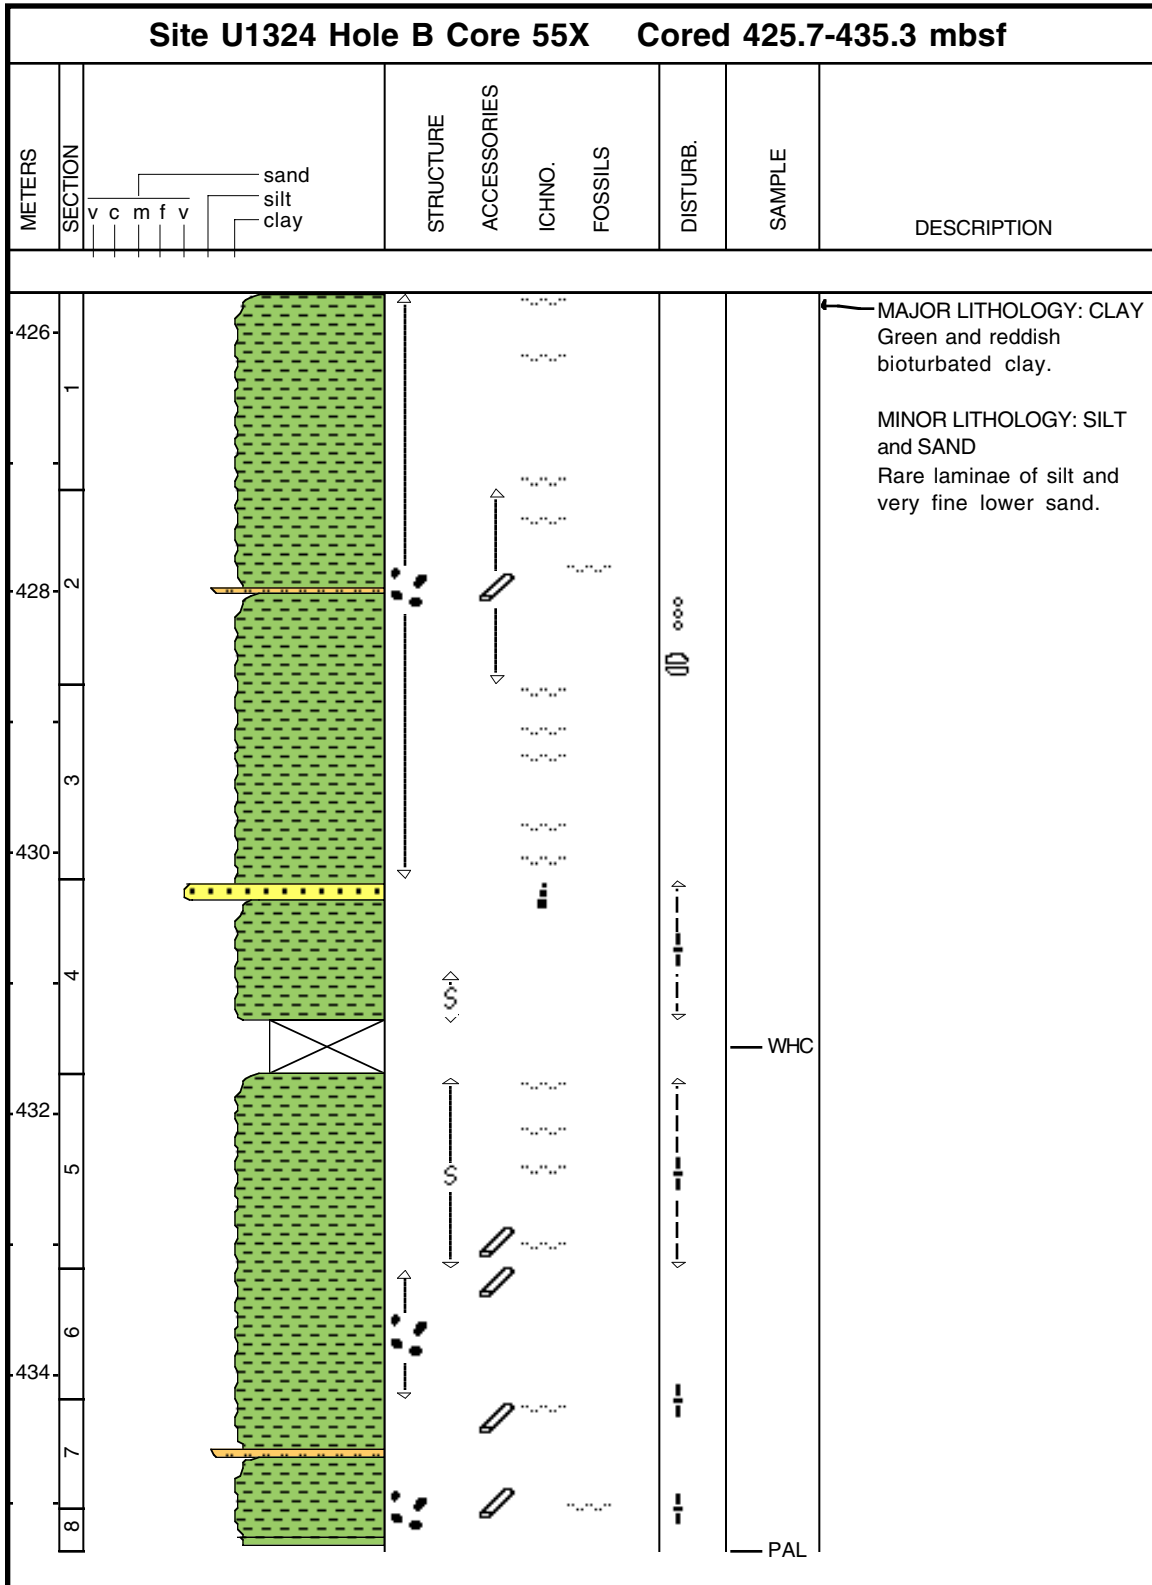 Site U1324 Hole B Core 55X Cored 425.7-435.3 mbsf
METERS
SECTION
sand
silt
clay
v c m f v
STRUCTURE
ACCESSORIES
ICHNO.
FOSSILS
DISTURB.
SAMPLE
DESCRIPTION
MAJOR LITHOLOGY: CLAY
Green and reddish
bioturbated clay.
MINOR LITHOLOGY: SILT
and SAND
Rare laminae of silt and
very fine lower sand.
426
1
2
428
3
430
4
S
WHC
432
5
S
6
434
7
8
PAL